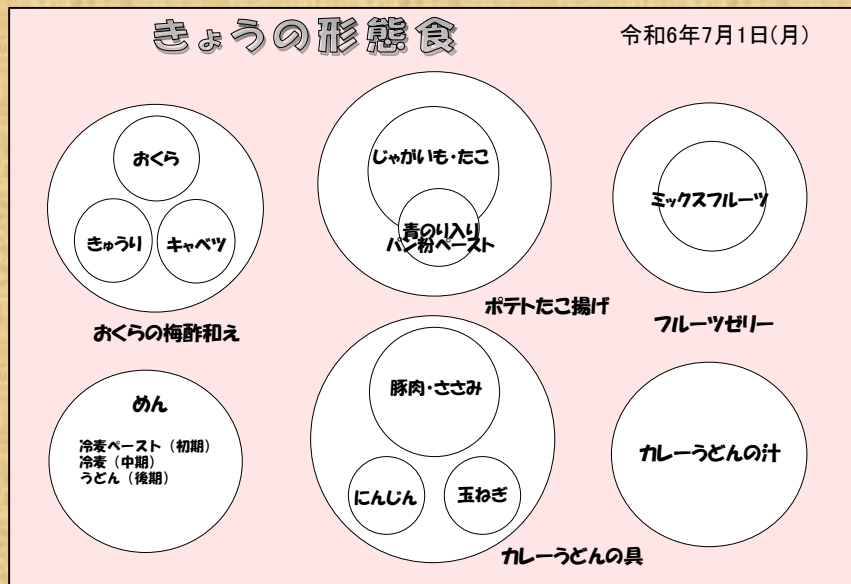 きょうの形態食
令和6年7月1日(月)
おくら
きゅうり
キャベツ
おくらの梅酢和え
じゃがいも・たこ
青のり入り
パン粉ペースト
ポテトたこ揚げ
ミックスフルーツ
フルーツゼリー
めん
冷麦ペースト（初期）
冷麦（中期）
うどん（後期）
豚肉・ささみ
にんじん
玉ねぎ
カレーうどんの具
カレーうどんの汁